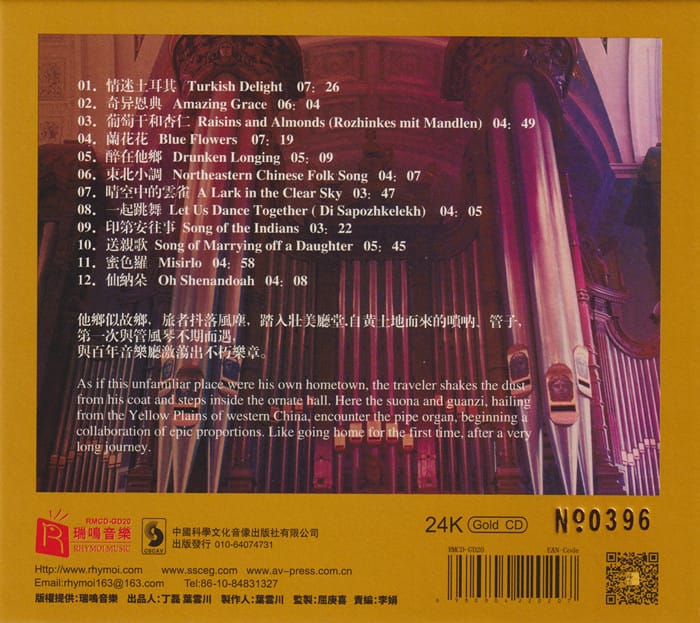 01. 情迷土耳其 /Turkish Delight 07：26
02. 奇异恩典 Amazing Grace 06：04
03. 葡萄干和杏仁 Raisins and Almonds (Rozhinkes mit Mandlen) 04：49
04. 蘭花花 Blue Flowers 07：19
05. 醉在他鄉 Drunken Longing 05：09
06. 東北小調 Northeastern Chinese Folk Song 04：07
07. 晴空中的雲雀 A Lark in the Clear Sky 03：47
08. 一起跳舞 Let Us Dance Together ( Di Sapozhkelekh) 04：05
09. 印第安往事 Song of the Indians 03：22
10. 送親歌 Song of Marrying off a Daughter 05：45
11. 蜜色羅 Misirlo 04：58
12. 仙納朵 Oh Shenandoah 04：08
他鄉似故鄉，旅者抖落風塵，踏入壯美廳堂.自黄土地而來的嗩吶、管子，
第一次與管風琴不期而遇，
與百年音樂廳激蕩出不朽樂章。
As if this unfamiliar place were his own hometown, the traveler shakes the dust
from his coat and steps inside the ornate hall. Here the suona and guanzi, hailing
from the Yellow Plains of western China, encounter the pipe organ, beginning a
collaboration of epic proportions. Like going home for the first time, after a very
long journey.
RMCD-GD20
R 瑞鳴音樂
RHYMOI MUSIC
CSCAV
中國科學文化音像出版社有限公司
出版發行 010-64074731
24K Gold CD Nº0396
RMCD-GD20 EAN-Code
Http://www.rhymoi.com www.ssceg.com www.av-press.com.cn
Email:rhymoi163@163.com Tel:86-10-84831327
版權提供:瑞鳴音樂 出品人:丁磊 葉雲川 製作人:葉雲川 監製:屈庚喜 責編:李娟